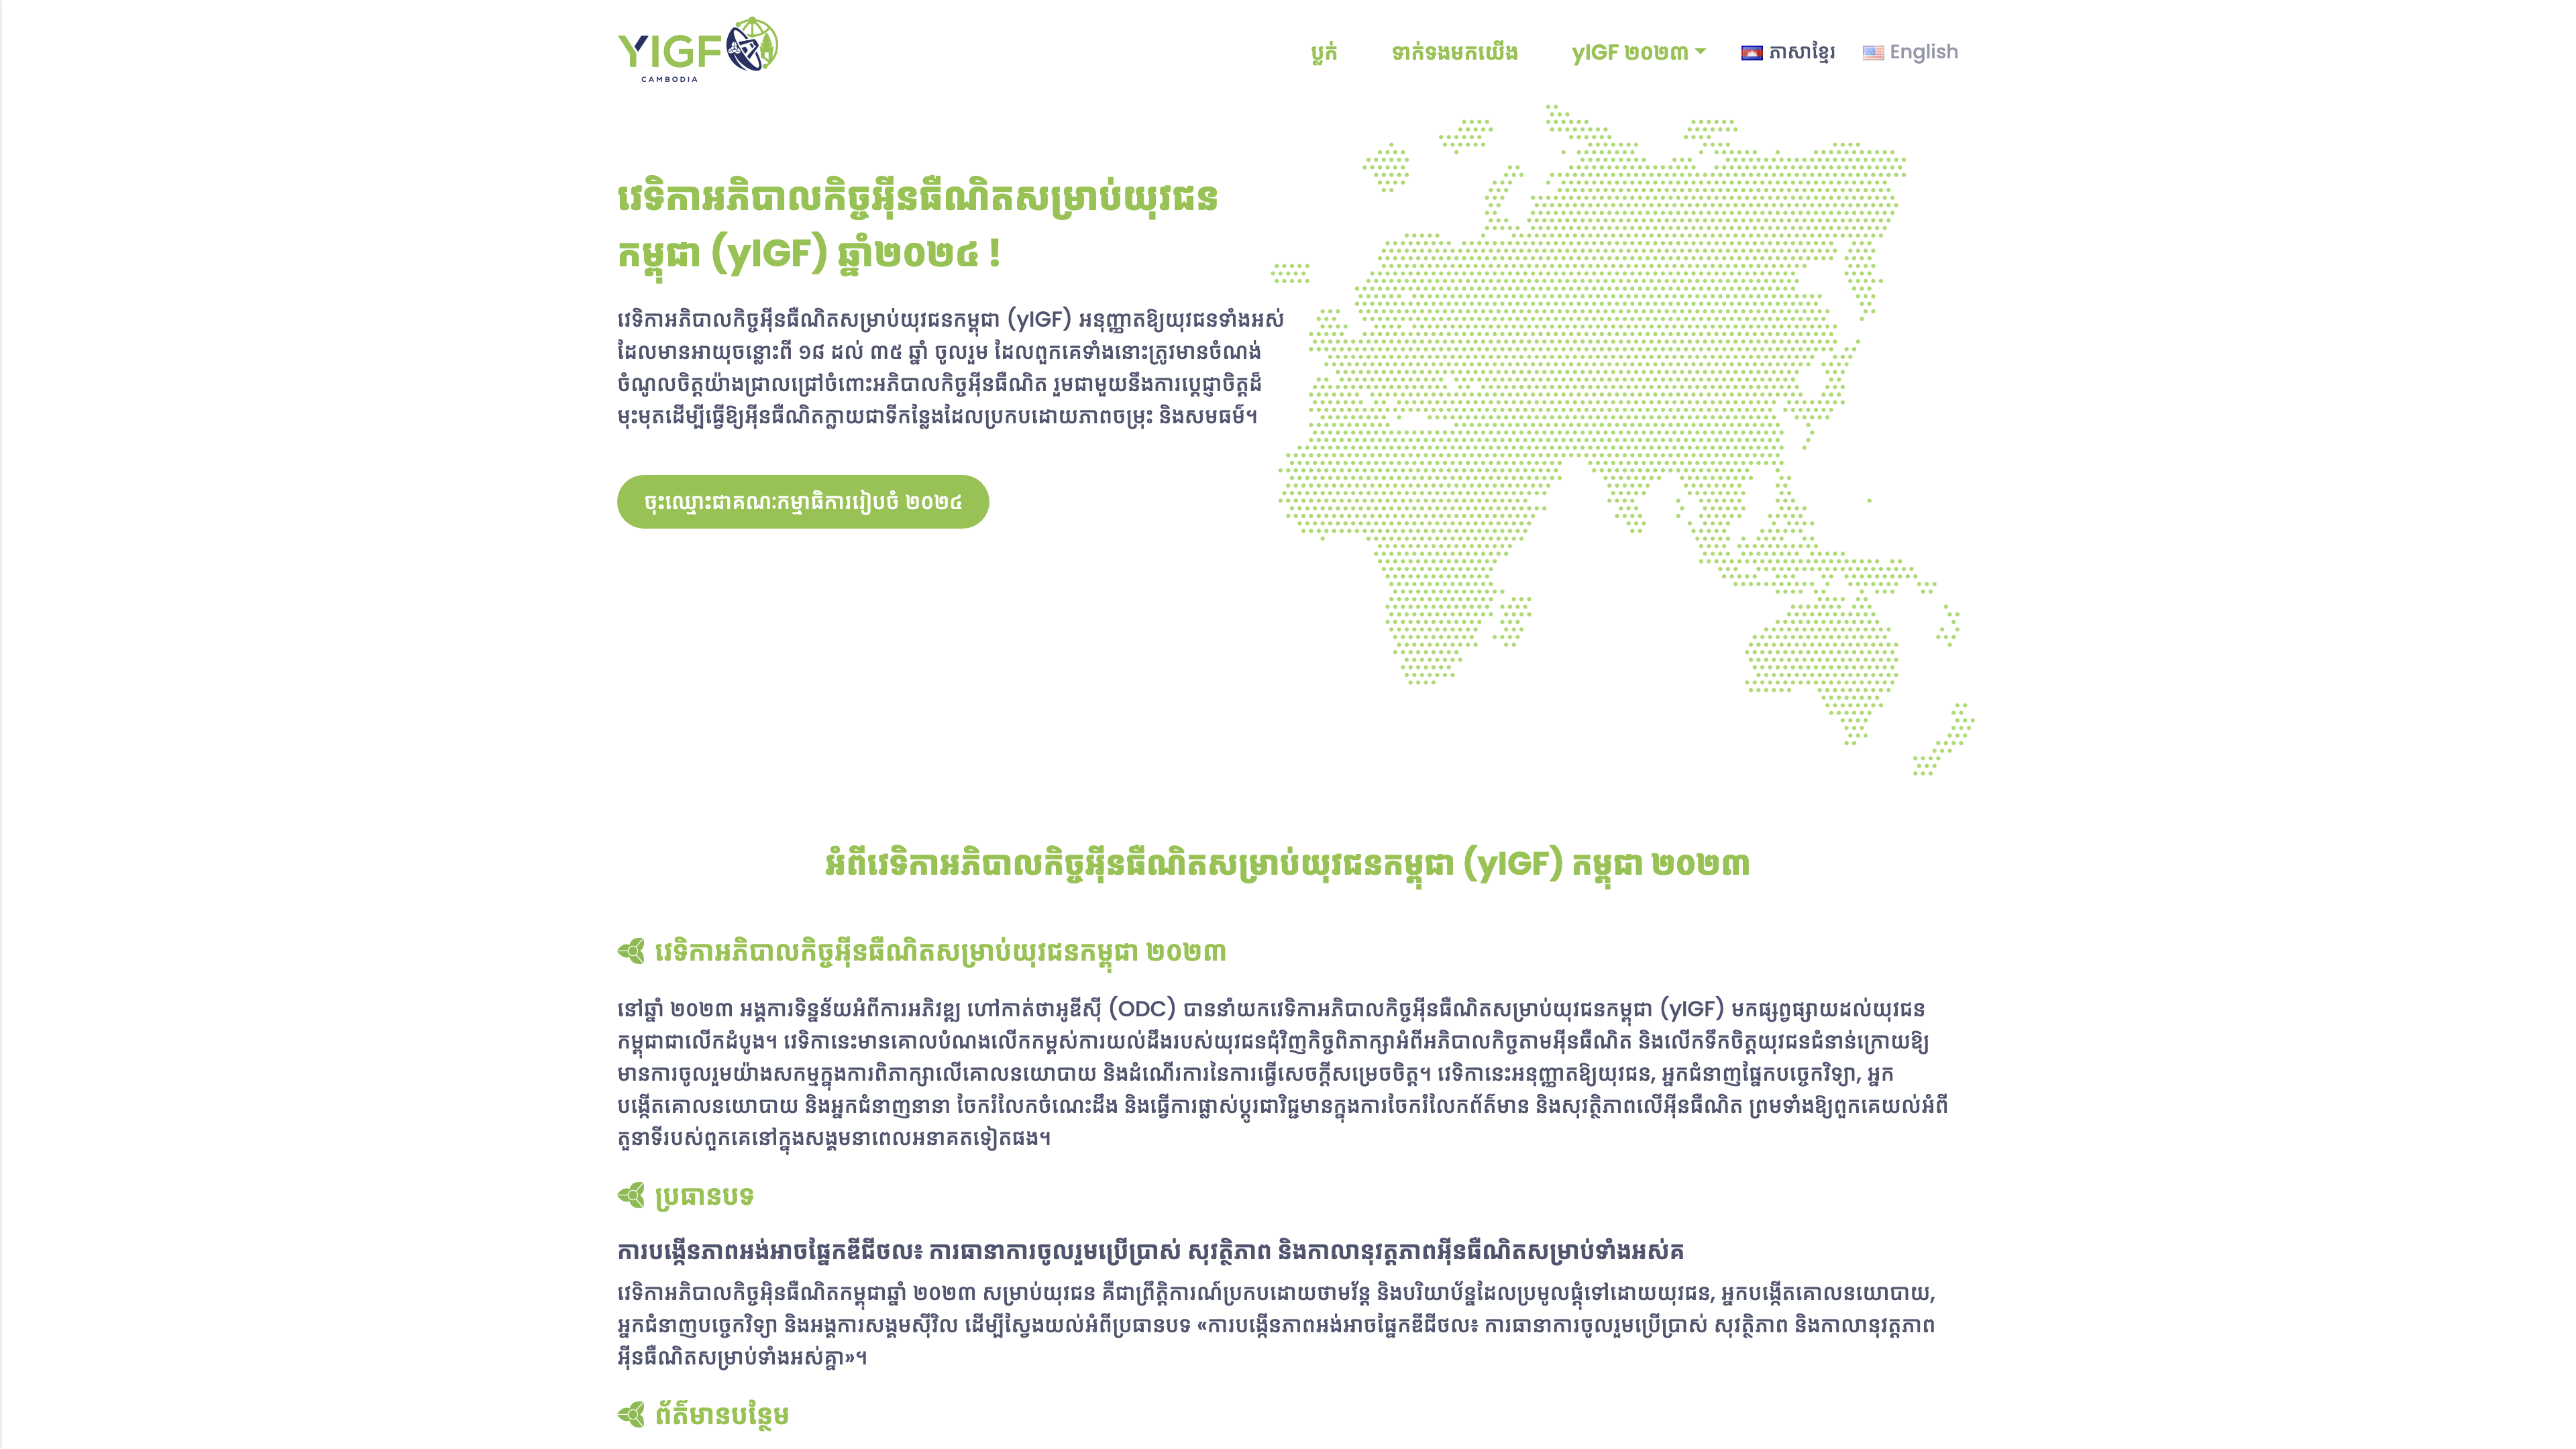 YIGF
CAMBODIA
ប្លក់
ទាក់ទងមកយើង
yIGF ២០២៣
ភាសាខ្មែរ
English
វេទិកាអភិបាលកិច្ចអ៊ីនធឺណិតសម្រាប់យុវជន
កម្ពុជា (yIGF) ឆ្នាំ២០២៤ !
វេទិកាអភិបាលកិច្ចអ៊ីនធឺណិតសម្រាប់យុវជនកម្ពុជា (yIGF) អនុញ្ញាតឱ្យយុវជនទាំងអស់
ដែលមានអាយុចន្លោះពី ១៨ ដល់ ៣៥ ឆ្នាំ ចូលរួម ដែលពួកគេទាំងនោះត្រូវមានចំណង់
ចំណូលចិត្តយ៉ាងជ្រាលជ្រៅចំពោះអភិបាលកិច្ចអ៊ីនធឺណិត រួមជាមួយនឹងការប្តេជ្ញាចិត្តដ៏
មុះមុតដើម្បីធ្វើឱ្យអ៊ីនធឺណិតក្លាយជាទីកន្លែងដែលប្រកបដោយភាពចម្រុះ និងសមធម៌។
ចុះឈ្មោះជាគណៈកម្មាធិការរៀបចំ ២០២៤
អំពីវេទិកាអភិបាលកិច្ចអ៊ីនធឺណិតសម្រាប់យុវជនកម្ពុជា (yIGF) កម្ពុជា ២០២៣
វេទិកាអភិបាលកិច្ចអ៊ីនធឺណិតសម្រាប់យុវជនកម្ពុជា ២០២៣
នៅឆ្នាំ ២០២៣ អង្គការទិន្នន័យអំពីការអភិវឌ្ឍ ហៅកាត់ថាអូឌីស៊ី (ODC) បាននាំយកវេទិកាអភិបាលកិច្ចអ៊ីនធឺណិតសម្រាប់យុវជនកម្ពុជា (yIGF) មកផ្សព្វផ្សាយដល់យុវជន
កម្ពុជាជាលើកដំបូង។ វេទិកានេះមានគោលបំណងលើកកម្ពស់ការយល់ដឹងរបស់យុវជនជុំវិញកិច្ចពិភាក្សាអំពីអភិបាលកិច្ចតាមអ៊ីនធឺណិត និងលើកទឹកចិត្តយុវជនជំនាន់ក្រោយឱ្យ
មានការចូលរួមយ៉ាងសកម្មក្នុងការពិភាក្សាលើគោលនយោបាយ និងដំណើរការនៃការធ្វើសេចក្តីសម្រេចចិត្ត។ វេទិកានេះអនុញ្ញាតឱ្យយុវជន, អ្នកជំនាញផ្នែកបច្ចេកវិទ្យា, អ្នក
បង្កើតគោលនយោបាយ និងអ្នកជំនាញនានា ចែករំលែកចំណេះដឹង និងធ្វើការផ្លាស់ប្តូរជាវិជ្ជមានក្នុងការចែករំលែកព័ត៌មាន និងសុវត្ថិភាពលើអ៊ីនធឺណិត ព្រមទាំងឱ្យពួកគេយល់អំពី
តួនាទីរបស់ពួកគេនៅក្នុងសង្គមនាពេលអនាគតទៀតផង។
ប្រធានបទ
ការបង្កើនភាពអង់អាចផ្នែកឌីជីថល៖ ការធានាការចូលរួមប្រើប្រាស់ សុវត្ថិភាព និងកាលានុវត្តភាពអ៊ីនធឺណិតសម្រាប់ទាំងអស់គ
វេទិកាអភិបាលកិច្ចអ៊ិនធឺណិតកម្ពុជាឆ្នាំ ២០២៣ សម្រាប់យុវជន គឺជាព្រឹត្តិការណ៍ប្រកបដោយថាមវ័ន្ត និងបរិយាប័ន្នដែលប្រមូលផ្តុំទៅដោយយុវជន, អ្នកបង្កើតគោលនយោបាយ,
អ្នកជំនាញបច្ចេកវិទ្យា និងអង្គការសង្គមស៊ីវិល ដើម្បីស្វែងយល់អំពីប្រធានបទ «ការបង្កើនភាពអង់អាចផ្នែកឌីជីថល៖ ការធានាការចូលរួមប្រើប្រាស់ សុវត្ថិភាព និងកាលានុវត្តភាព
អ៊ីនធឺណិតសម្រាប់ទាំងអស់គ្នា»។
ព័ត៌មានបន្ថែម